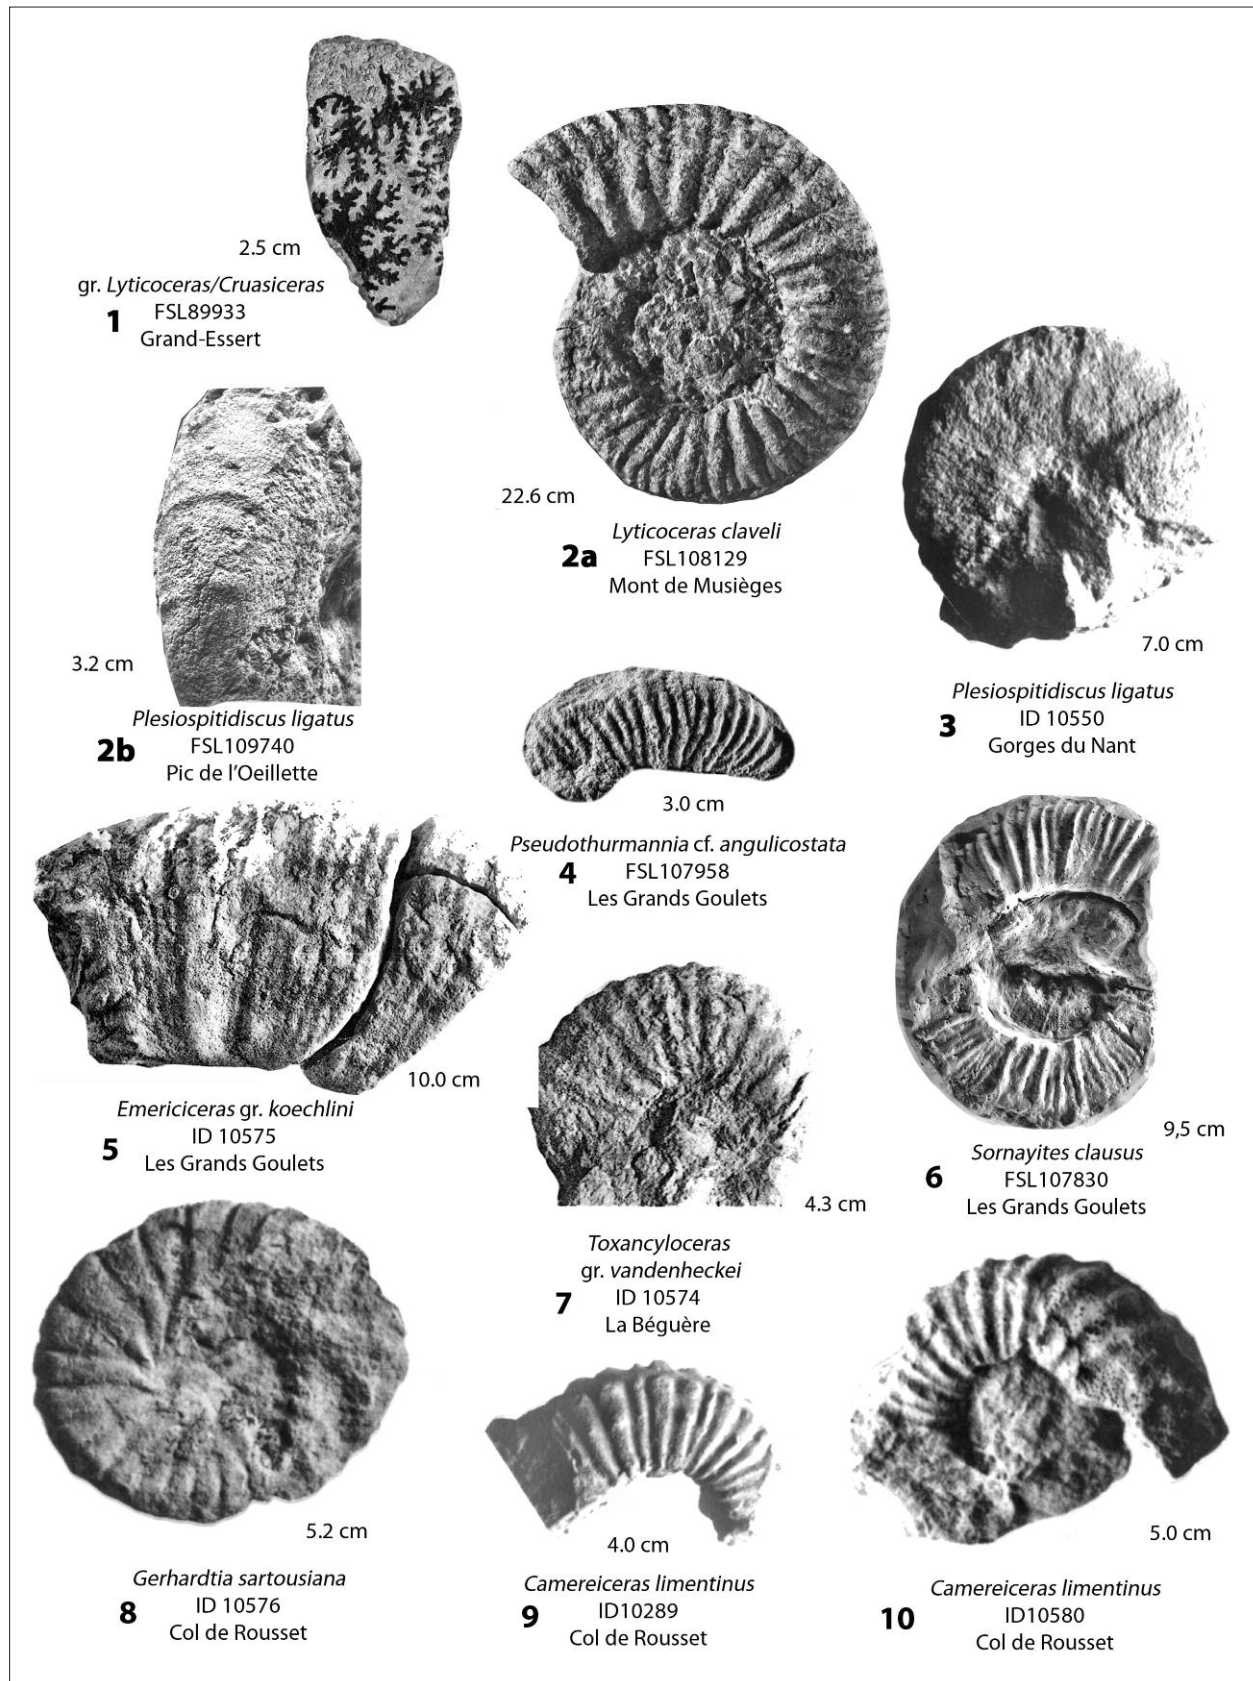 2.5 cm
gr. Lyticoceras/Cruasiceras
1
FSL89933
Grand-Essert
22.6 cm
Lyticoceras claveli
2a
FSL108129
Mont de Musièges
3.2 cm
Plesiospitidiscus ligatus
2b
FSL109740
Pic de l'Oeillette
7.0 cm
Plesiospitidiscus ligatus
3
ID 10550
Gorges du Nant
3.0 cm
Pseudothurmannia cf. angulicostata
4
FSL107958
Les Grands Goulets
10.0 cm
Emericiceras gr. koechlini
5
ID 10575
Les Grands Goulets
9,5 cm
Sornayites clausus
6
FSL107830
Les Grands Goulets
4.3 cm
Toxancyloceras
gr. vandenheckei
7
ID 10574
La Béguère
5.2 cm
Gerhardtia sartousiana
8
ID 10576
Col de Rousset
4.0 cm
Camereiceras limentinus
9
ID10289
Col de Rousset
5.0 cm
Camereiceras limentinus
10
ID10580
Col de Rousset